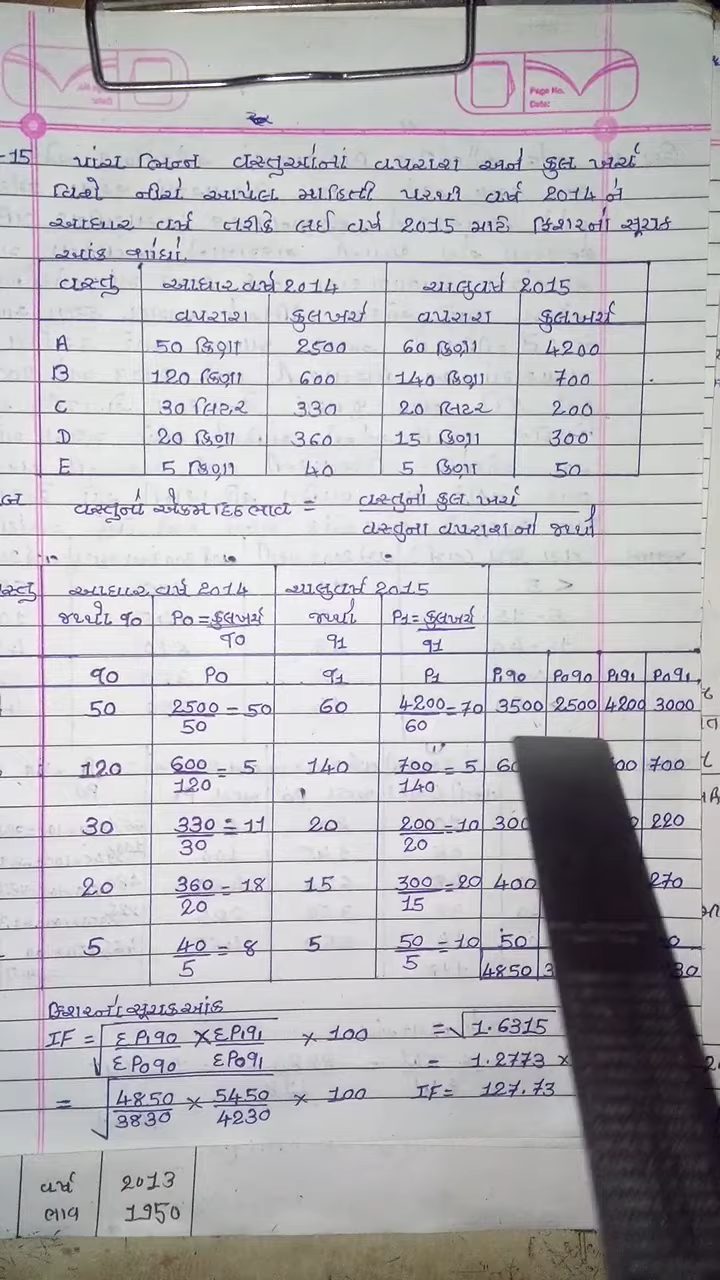 -15 પાંચ ભિન્ન વસ્તુઓનાં વપરાશ અને કુલ ખર્ચ
વિશે નીચે આપેલ માહિતી પરથી વર્ષ 2014ને
આધાર વર્ષ તરીકે લઈ વર્ષ 2015 માટે ફિશરનો સૂચક
આંક શોધો.
વસ્તુ આધાર વર્ષ 2014 ચાલુવર્ષ 2015
વપરાશ કુલખર્ચ વપરાશ કુલખર્ચ
A 50 કિગ્રા 2500 60 કિગ્રા 4200
B 120 કિગ્રા 600 140 કિગ્રા 700
C 30 લિટર 330 20 લિટર 200
D 20 કિગ્રા 360 15 કિગ્રા 300
E 5 કિગ્રા 40 5 કિગ્રા 50
વસ્તુનો એકમ દિઠ ભાવ = વસ્તુનો કુલ ખર્ચ
વસ્તુના વપરાશનો જથ્થો
આધાર વર્ષ 2014 ચાલુવર્ષ 2015
જથ્થો q0 P0 = કુલખર્ચ જથ્થો P1 = કુલખર્ચ
q0 q1 q1
q0 P0 q1 P1 P1q0 P0q0 P1q1 P0q1
50 2500 = 50 60 4200 = 70 3500 2500 4200 3000
50 60
120 600 = 5 140 700 = 5 700
120 140
30 330 = 11 20 200 = 10 300 220
30 20
20 360 = 18 15 300 = 20 400 270
20 15
5 40 = 8 5 50 = 10 50
5 5 4850
ફિશરનો સૂચકઆંક
IF = √ ΣP1q0 × ΣP1q1 × 100 = √1.6315
ΣP0q0 ΣP0q1 = 1.2773 ×
= √ 4850 × 5450 × 100 IF = 127.73
3830 4230
વર્ષ 2013
ભાવ 1950